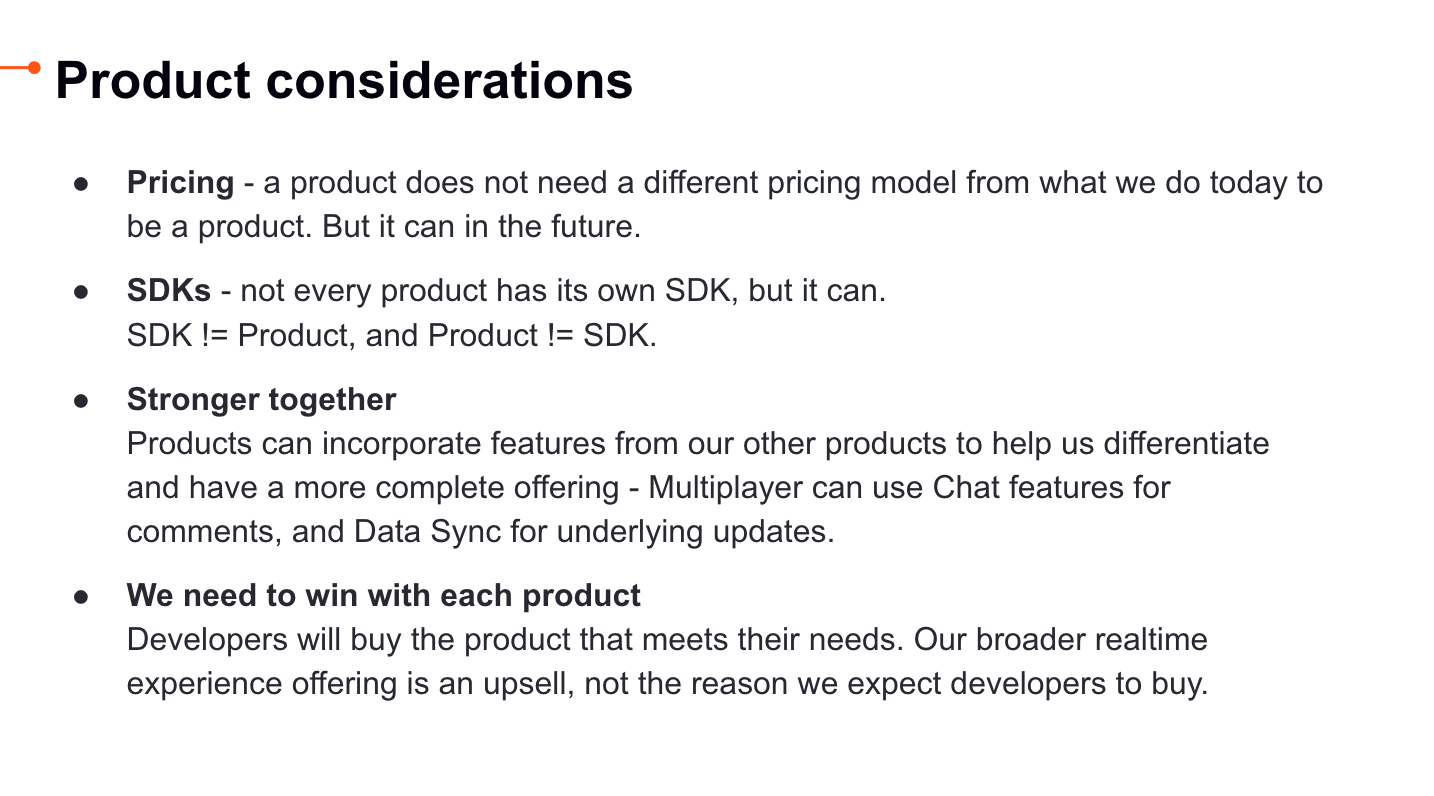 Product considerations
● Pricing - a product does not need a different pricing model from what we do today to
be a product. But it can in the future.
● SDKs - not every product has its own SDK, but it can.
SDK != Product, and Product != SDK.
● Stronger together
Products can incorporate features from our other products to help us differentiate
and have a more complete offering - Multiplayer can use Chat features for
comments, and Data Sync for underlying updates.
● We need to win with each product
Developers will buy the product that meets their needs. Our broader realtime
experience offering is an upsell, not the reason we expect developers to buy.